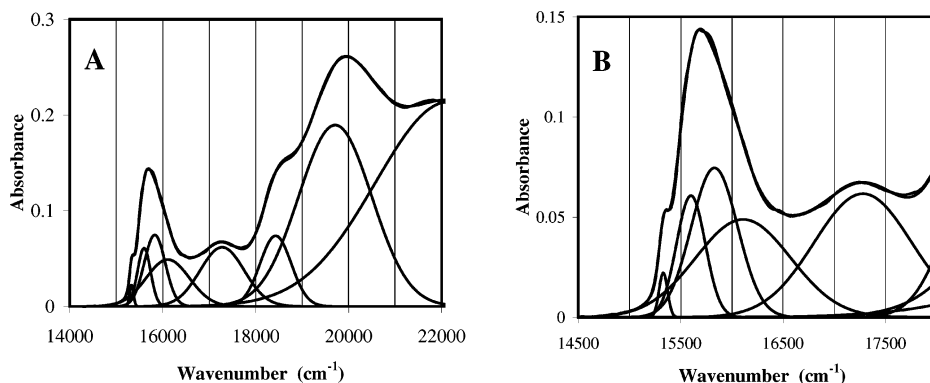 A
0.3
0.2
0.1
0
Absorbance
14000 16000 18000 20000 22000
Wavenumber (cm⁻¹)
B
0.15
0.1
0.05
0
Absorbance
14500 15500 16500 17500
Wavenumber (cm⁻¹)